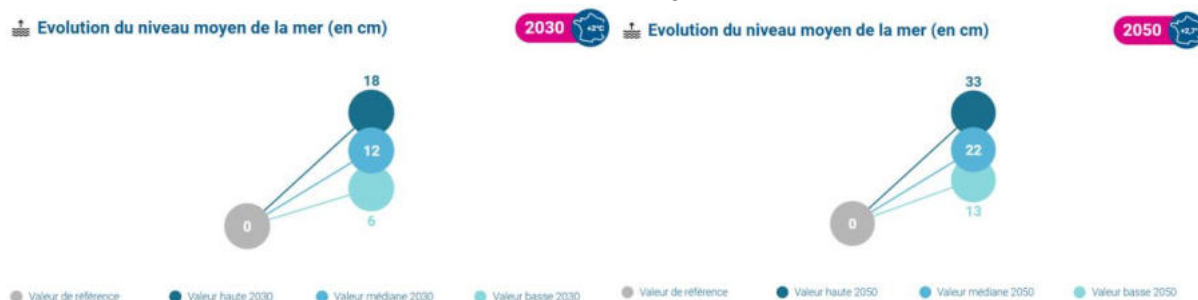 Evolution du niveau moyen de la mer (en cm)
2030
+2°C
18
12
6
0
Valeur de référence
Valeur haute 2030
Valeur médiane 2030
Valeur basse 2030
Evolution du niveau moyen de la mer (en cm)
2050
33
22
13
0
Valeur de référence
Valeur haute 2050
Valeur médiane 2050
Valeur basse 2050